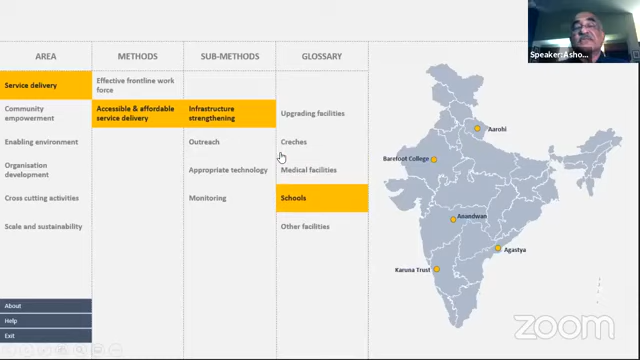 Speaker: Asho...
AREA METHODS SUB-METHODS GLOSSARY
Service delivery
Community
empowerment
Enabling environment
Organisation
development
Cross cutting activities
Scale and sustainability
Effective frontline work
force
Accessible & affordable
service delivery
Infrastructure
strengthening
Outreach
Appropriate technology
Monitoring
Upgrading facilities
Creches
Medical facilities
Schools
Other facilities
Aarohi
Barefoot College
Anandwan
Agastya
Karuna Trust
About
Help
Exit
zoom